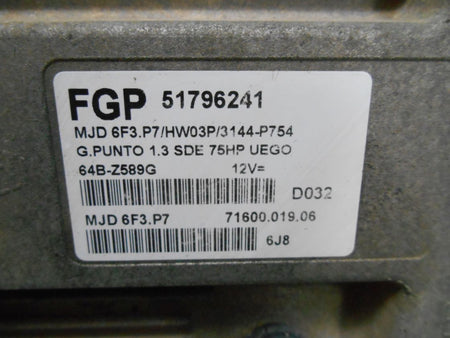 FGP 51796241
MJD 6F3.P7/HW03P/3144-P754
G.PUNTO 1.3 SDE 75HP UEGO
64B-Z589G 12V=
D032
MJD 6F3.P7 71600.019.06
6J8